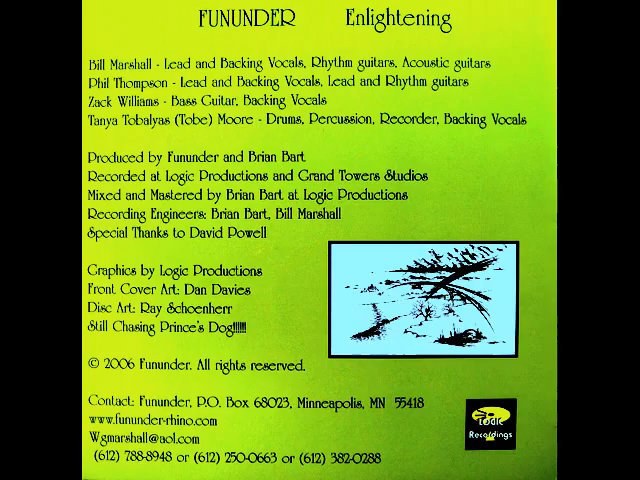 FUNUNDER Enlightening
Bill Marshall - Lead and Backing Vocals, Rhythm guitars, Acoustic guitars
Phil Thompson - Lead and Backing Vocals, Lead and Rhythm guitars
Zack Williams - Bass Guitar, Backing Vocals
Tanya Tobalyas (Tobe) Moore - Drums, Percussion, Recorder, Backing Vocals
Produced by Fununder and Brian Bart
Recorded at Logic Productions and Grand Towers Studios
Mixed and Mastered by Brian Bart at Logic Productions
Recording Engineers: Brian Bart, Bill Marshall
Special Thanks to David Powell
Graphics by Logic Productions
Front Cover Art: Dan Davies
Disc Art: Ray Schoenherr
Still Chasing Prince's Dog!!!!!!
© 2006 Fununder. All rights reserved.
Contact: Fununder, P.O. Box 68023, Minneapolis, MN 55418
www.fununder-rhino.com
Wgmarshall@aol.com
(612) 788-8948 or (612) 250-0663 or (612) 382-0288
LOGIC
Recordings